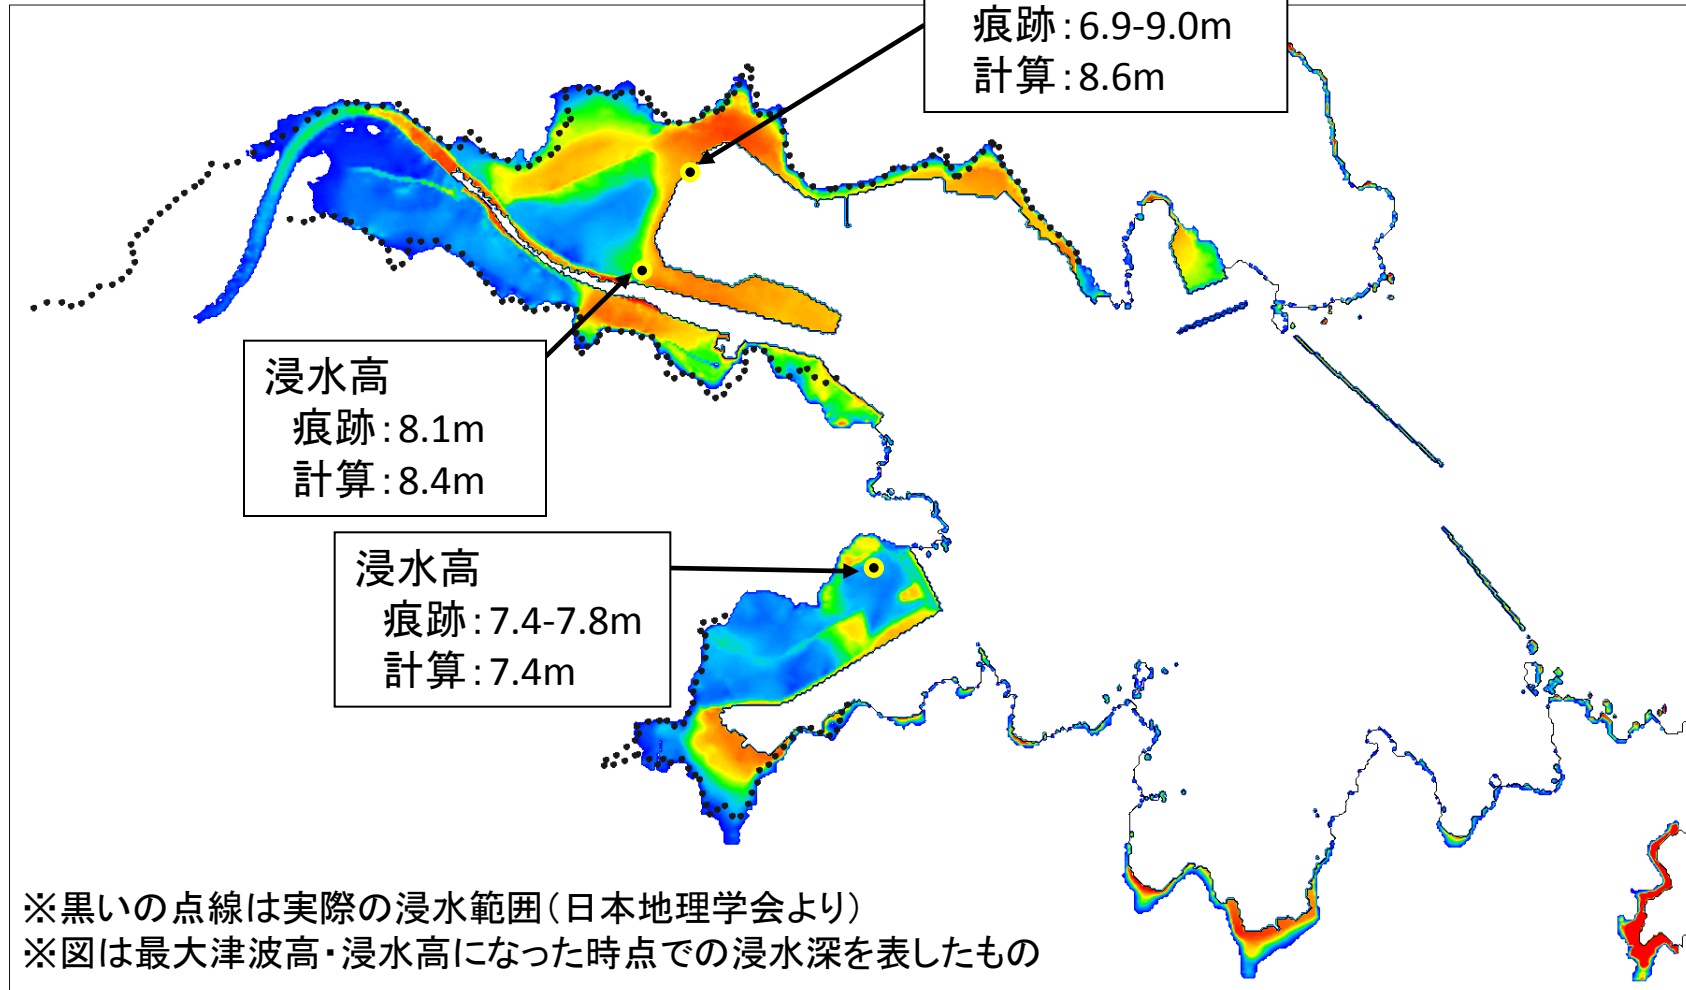 痕跡：6.9-9.0m
計算：8.6m
浸水高
痕跡：8.1m
計算：8.4m
浸水高
痕跡：7.4-7.8m
計算：7.4m
※黒いの点線は実際の浸水範囲（日本地理学会より）
※図は最大津波高・浸水高になった時点での浸水深を表したもの